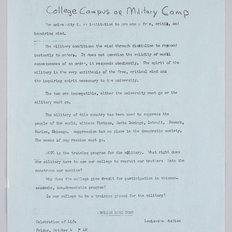 College Campus or Military Camp
The university is an institution to promote a free, critical, and
inquiring mind.
The military conditions the mind through discipline to respond
instantly to orders. It does not question the validity of moral
consequences of an order, it responds obediently. The spirit of the
military is the very antithesis of the free, critical mind and
the inquiring spirit necessary to the university.
The two are incompatible, either the university must go or the
military must go.
The military of this country has been used to suppress the
people of the world, witness Vietnam, Santo Domingo, Detroit, Newark,
Harlem, Chicago. Suppression has no place in the democratic society.
The means of suppression must go.
ROTC is the training program for the military. What right does
the military have to use our college to recruit our brothers into the
monstrous war machine?
Why does the college give credit for participation in this
academic, non-democratic program?
Is our college to be a training ground for the military?
ROTC MUST
Celebration of Life
Friday, October